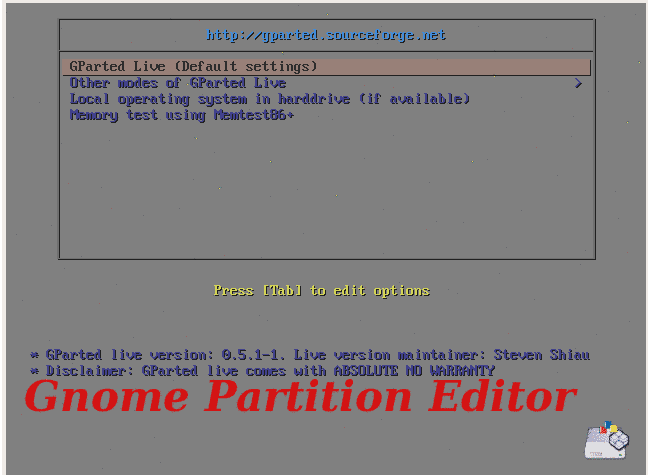 http://gparted.sourceforge.net
GParted Live (Default settings)
Other modes of GParted Live >
Local operating system in harddrive (if available)
Memory test using Memtest86+
Press [Tab] to edit options
* GParted live version: 0.5.1-1. Live version maintainer: Steven Shiau
* Disclaimer: GParted live comes with ABSOLUTE NO WARRANTY
Gnome Partition Editor